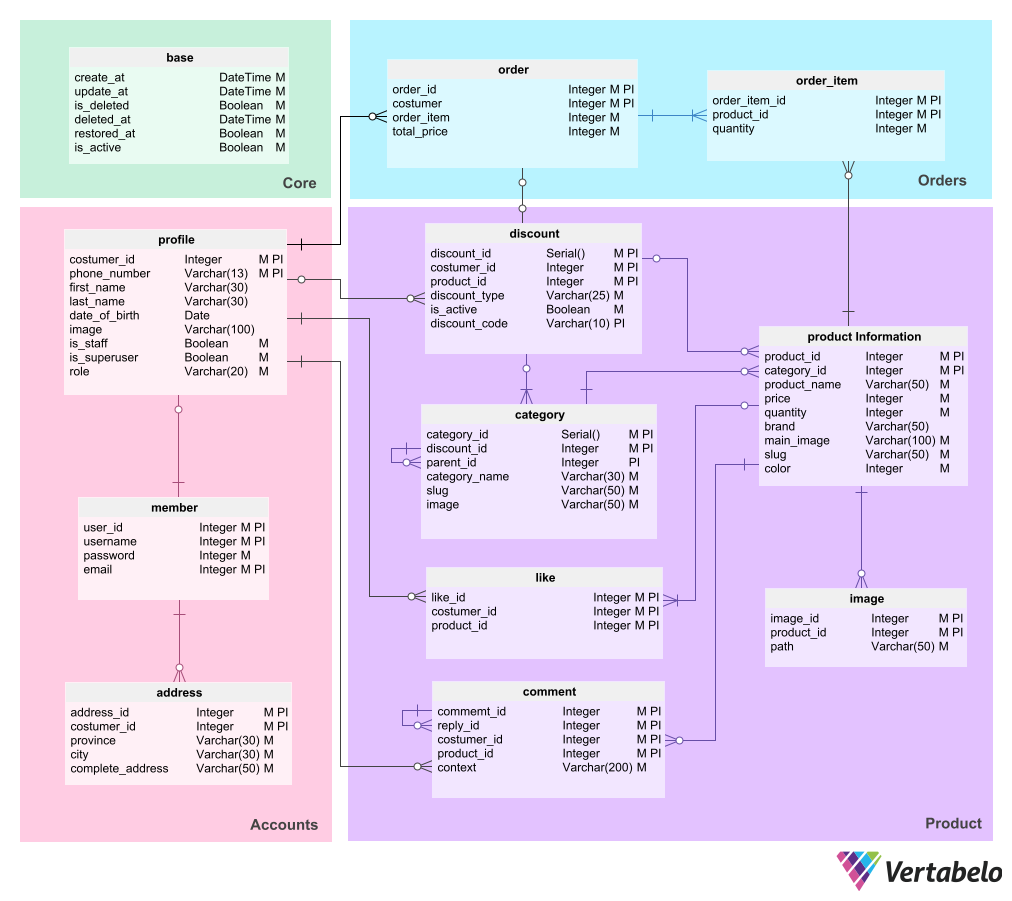 base
create_at DateTime M
update_at DateTime M
is_deleted Boolean M
deleted_at DateTime M
restored_at Boolean M
is_active Boolean M
Core
order
order_id Integer M PI
costumer Integer M PI
order_item Integer M
total_price Integer M
order_item
order_item_id Integer M PI
product_id Integer M PI
quantity Integer M
Orders
profile
costumer_id Integer M PI
phone_number Varchar(13) M PI
first_name Varchar(30)
last_name Varchar(30)
date_of_birth Date
image Varchar(100)
is_staff Boolean M
is_superuser Boolean M
role Varchar(20) M
member
user_id Integer M PI
username Integer M PI
password Integer M
email Integer M PI
address
address_id Integer M PI
costumer_id Integer M PI
province Varchar(30) M
city Varchar(30) M
complete_address Varchar(50) M
Accounts
discount
discount_id Serial() M PI
costumer_id Integer M PI
product_id Integer M PI
discount_type Varchar(25) M
is_active Boolean M
discount_code Varchar(10) PI
category
category_id Serial() M PI
discount_id Integer M PI
parent_id Integer PI
category_name Varchar(30) M
slug Varchar(50) M
image Varchar(50) M
like
like_id Integer M PI
costumer_id Integer M PI
product_id Integer M PI
comment
commemt_id Integer M PI
reply_id Integer M PI
costumer_id Integer M PI
product_id Integer M PI
context Varchar(200) M
product Information
product_id Integer M PI
category_id Integer M PI
product_name Varchar(50) M
price Integer M
quantity Integer M
brand Varchar(50)
main_image Varchar(100) M
slug Varchar(50) M
color Integer M
image
image_id Integer M PI
product_id Integer M PI
path Varchar(50) M
Product
Vertabelo